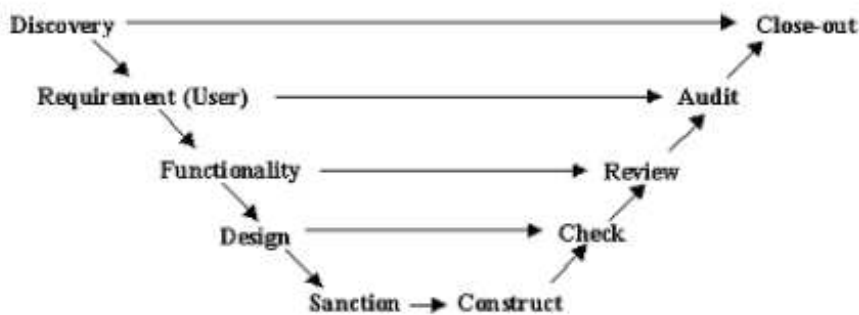 Discovery Close-out
Requirement (User) Audit
Functionality Review
Design Check
Sanction Construct